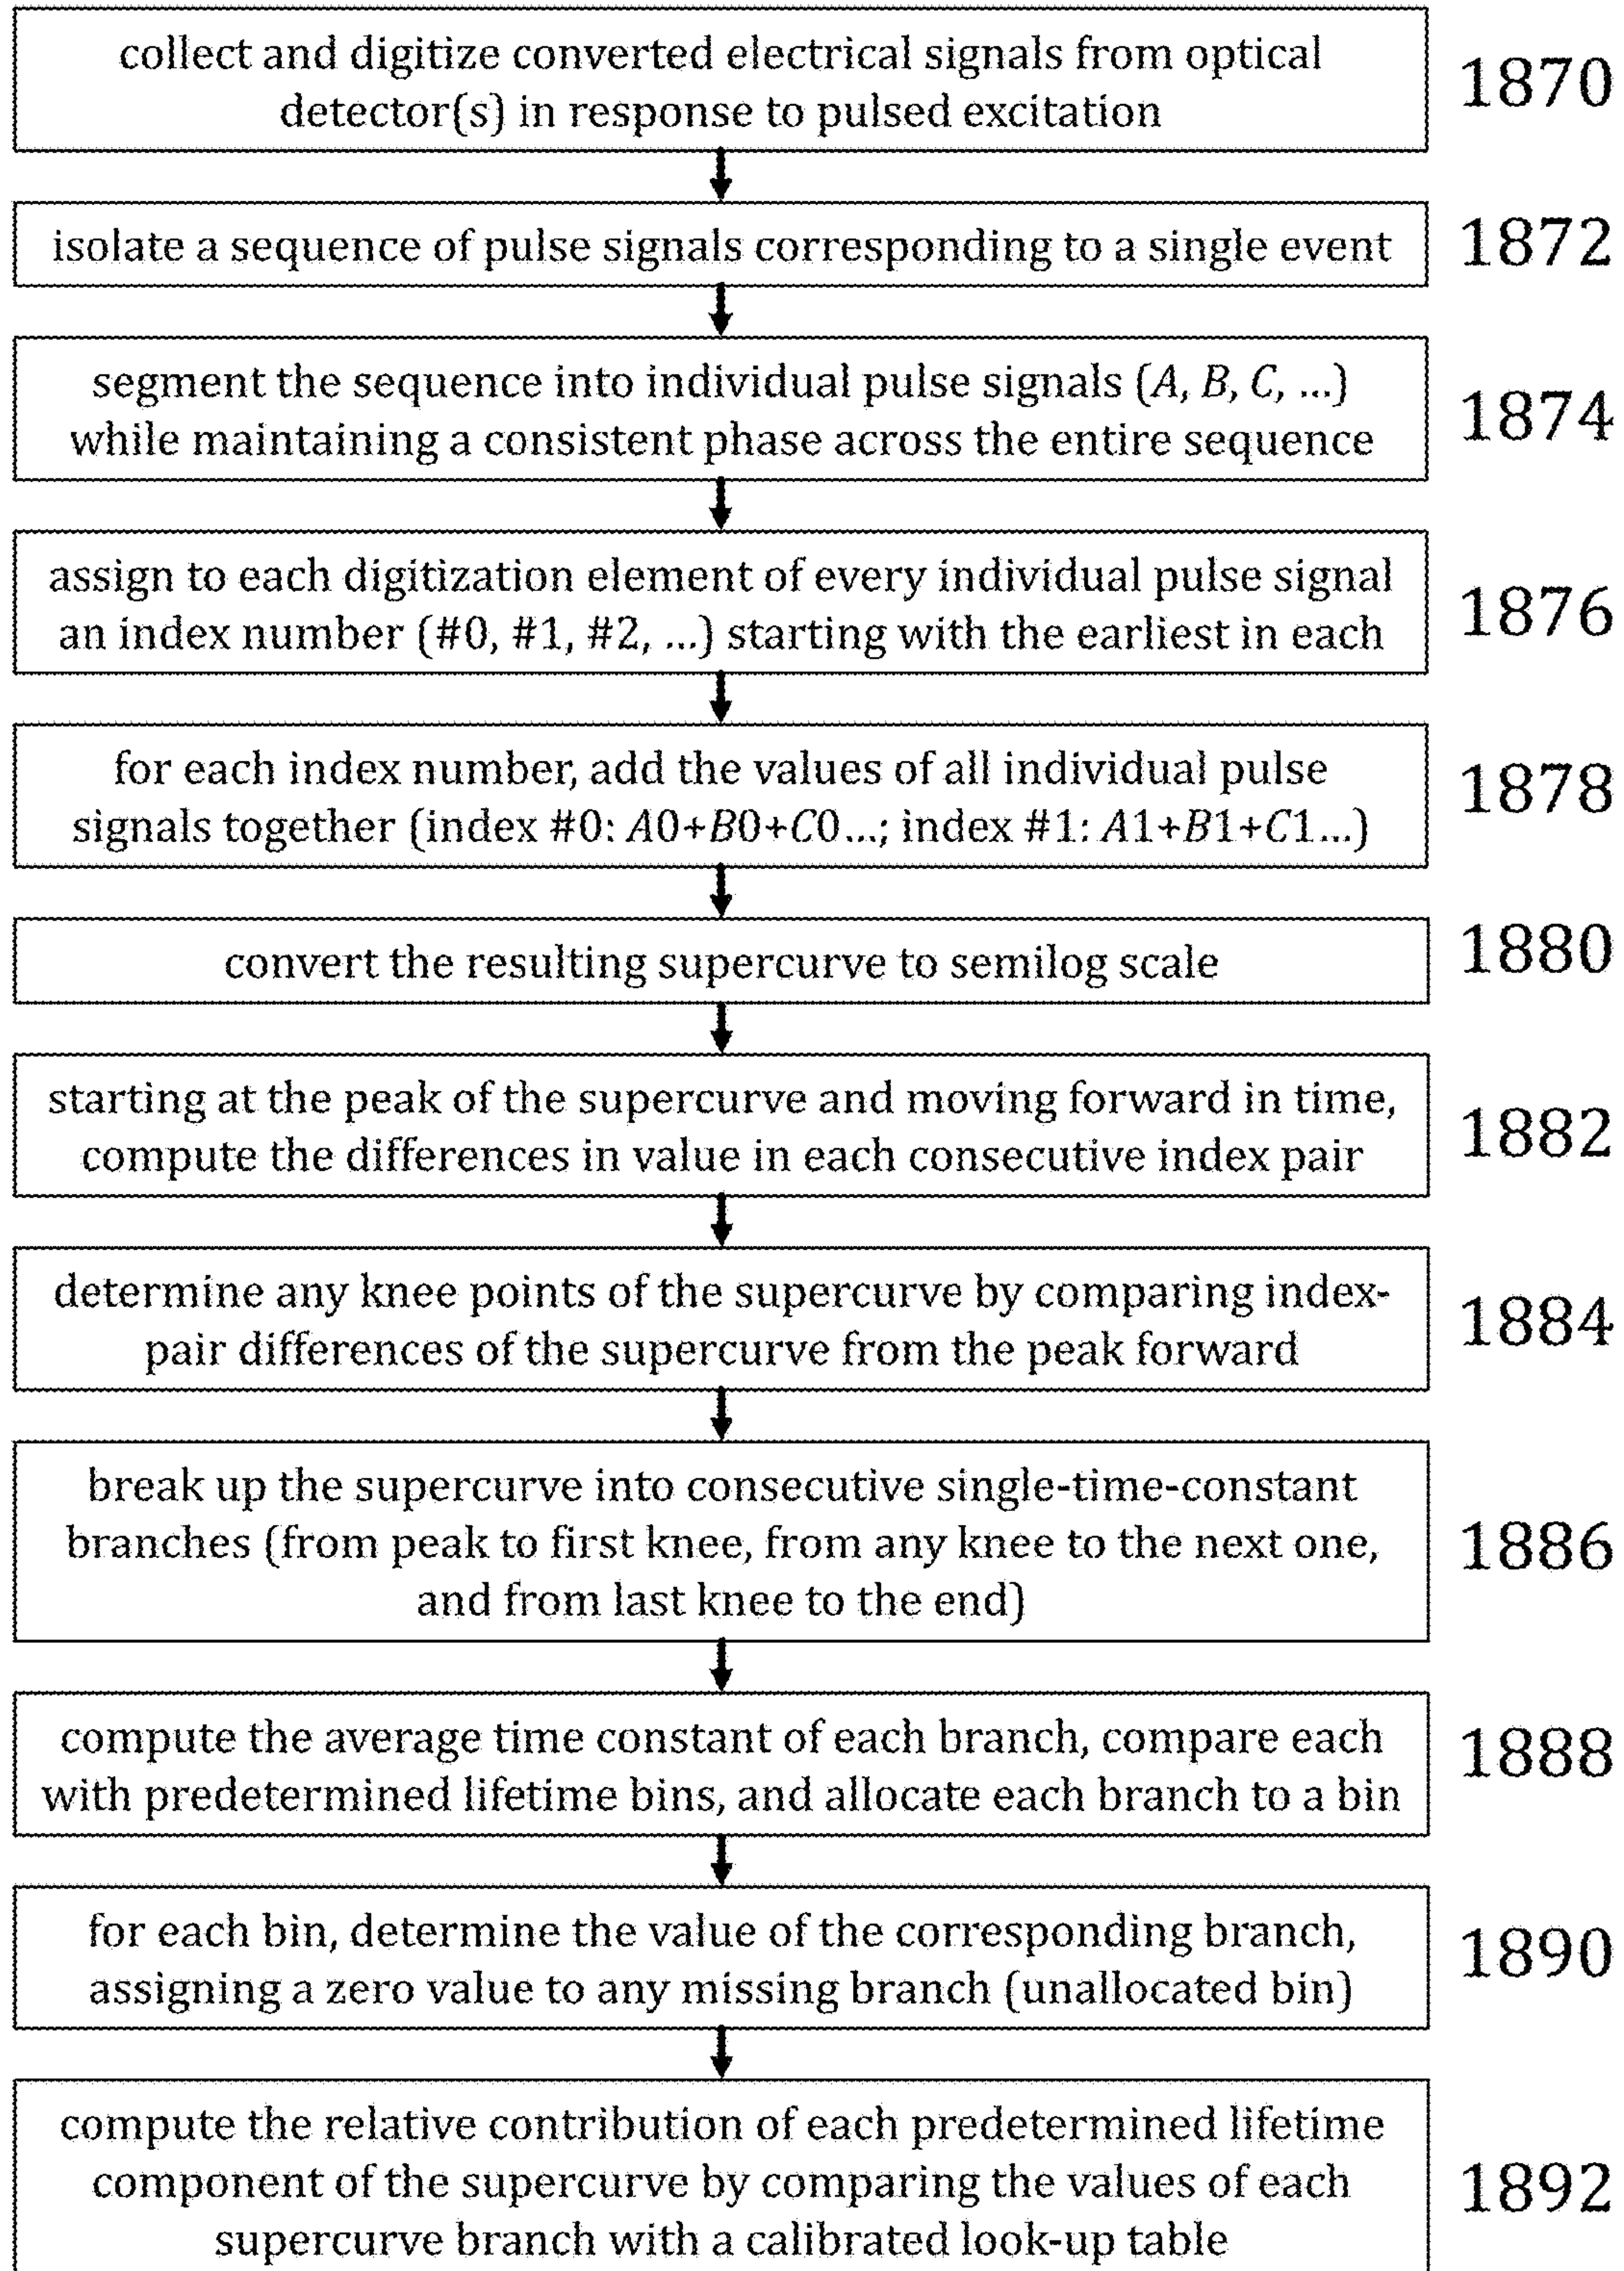 collect and digitize converted electrical signals from optical
detector(s) in response to pulsed excitation
1870
isolate a sequence of pulse signals corresponding to a single event
1872
segment the sequence into individual pulse signals (A, B, C, ...)
while maintaining a consistent phase across the entire sequence
1874
assign to each digitization element of every individual pulse signal
an index number (#0, #1, #2, ...) starting with the earliest in each
1876
for each index number, add the values of all individual pulse
signals together (index #0: A0+B0+C0...; index #1: A1+B1+C1...)
1878
convert the resulting supercurve to semilog scale
1880
starting at the peak of the supercurve and moving forward in time,
compute the differences in value in each consecutive index pair
1882
determine any knee points of the supercurve by comparing index-
pair differences of the supercurve from the peak forward
1884
break up the supercurve into consecutive single-time-constant
branches (from peak to first knee, from any knee to the next one,
and from last knee to the end)
1886
compute the average time constant of each branch, compare each
with predetermined lifetime bins, and allocate each branch to a bin
1888
for each bin, determine the value of the corresponding branch,
assigning a zero value to any missing branch (unallocated bin)
1890
compute the relative contribution of each predetermined lifetime
component of the supercurve by comparing the values of each
supercurve branch with a calibrated look-up table
1892